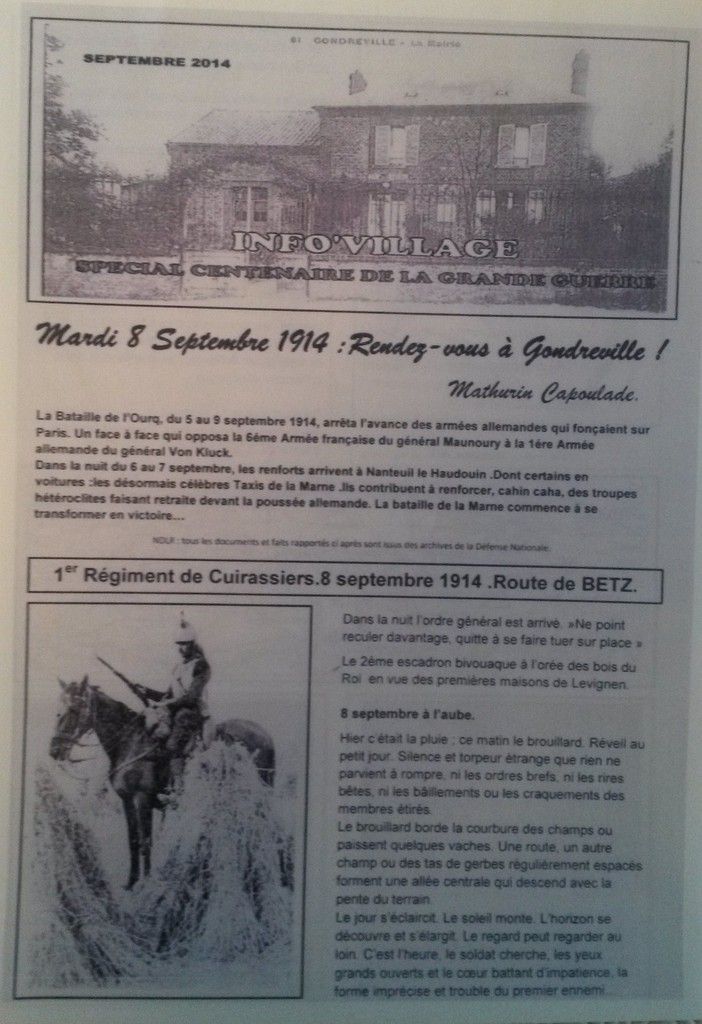 61 GONDREVILLE - La Mairie
SEPTEMBRE 2014
INFO'VILLAGE
SPECIAL CENTENAIRE DE LA GRANDE GUERRE
Mardi 8 Septembre 1914 : Rendez-vous à Gondreville !
Mathurin Capoulade.
La Bataille de l'Ourq, du 5 au 9 septembre 1914, arrêta l'avance des armées allemandes qui fonçaient sur
Paris. Un face à face qui opposa la 6éme Armée française du général Maunoury à la 1ére Armée
allemande du général Von Kluck.
Dans la nuit du 6 au 7 septembre, les renforts arrivent à Nanteuil le Haudouin .Dont certains en
voitures :les désormais célèbres Taxis de la Marne .Ils contribuent à renforcer, cahin caha, des troupes
hétéroclites faisant retraite devant la poussée allemande. La bataille de la Marne commence à se
transformer en victoire...
NDLR : tous les documents et faits rapportés ci après sont issus des archives de la Défense Nationale.
1er Régiment de Cuirassiers.8 septembre 1914 .Route de BETZ.
Dans la nuit l'ordre général est arrivé. »Ne point
reculer davantage, quitte à se faire tuer sur place »
Le 2éme escadron bivouaque à l'orée des bois du
Roi en vue des premières maisons de Levignen.
8 septembre à l'aube.
Hier c'était la pluie ; ce matin le brouillard. Réveil au
petit jour. Silence et torpeur étrange que rien ne
parvient à rompre, ni les ordres brefs, ni les rires
bêtes, ni les bâillements ou les craquements des
membres étirés.
Le brouillard borde la courbure des champs ou
paissent quelques vaches. Une route, un autre
champ ou des tas de gerbes régulièrement espacés
forment une allée centrale qui descend avec la
pente du terrain.
Le jour s'éclaircit. Le soleil monte. L'horizon se
découvre et s'élargit. Le regard peut regarder au
loin. C'est l'heure, le soldat cherche, les yeux
grands ouverts et le cœur battant d'impatience, la
forme imprécise et trouble du premier ennemi...